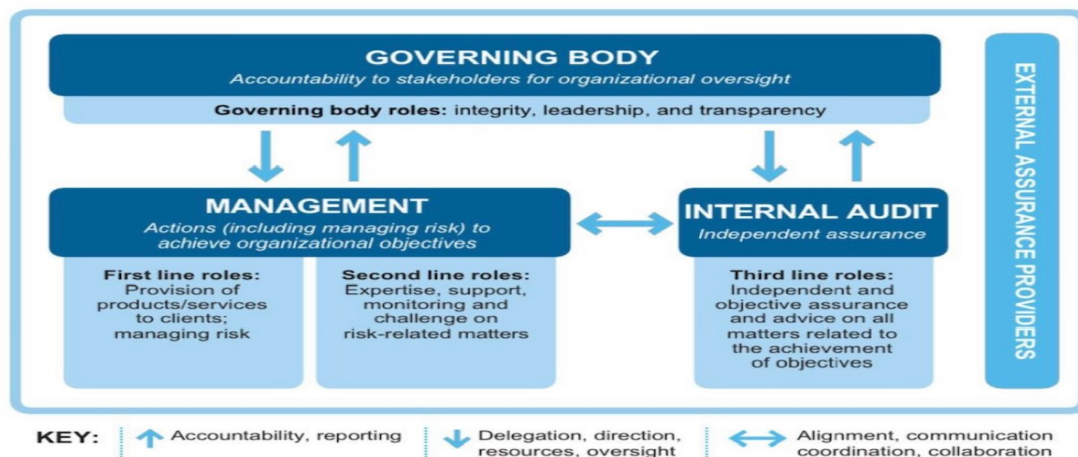 GOVERNING BODY
Accountability to stakeholders for organizational oversight
Governing body roles: integrity, leadership, and transparency
MANAGEMENT
Actions (including managing risk) to
achieve organizational objectives
First line roles:
Provision of
products/services
to clients;
managing risk
Second line roles:
Expertise, support,
monitoring and
challenge on
risk-related matters
INTERNAL AUDIT
Independent assurance
Third line roles:
Independent and
objective assurance
and advice on all
matters related to
the achievement
of objectives
EXTERNAL ASSURANCE PROVIDERS
KEY:
Accountability, reporting
Delegation, direction,
resources, oversight
Alignment, communication
coordination, collaboration